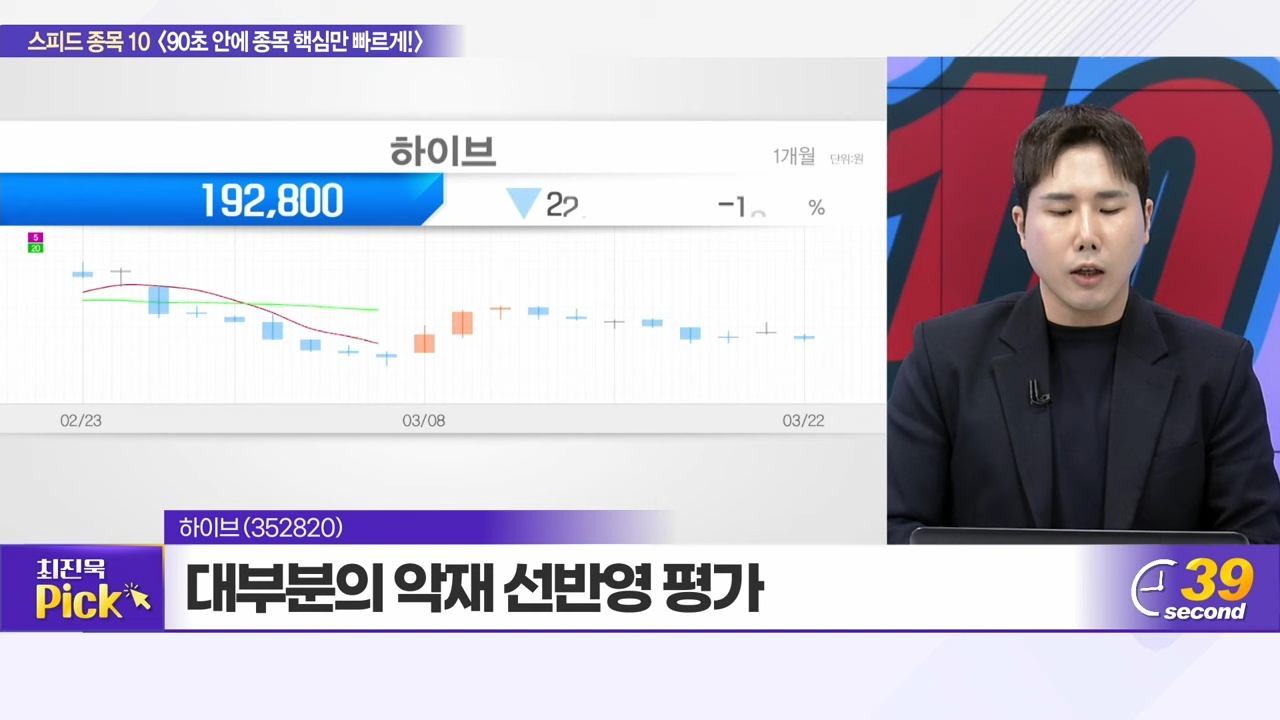 스피드 종목 10 <90초 안에 종목 핵심만 빠르게!>
하이브
1개월 단위:원
192,800 ▼ -1 %
5
20
02/23 03/08 03/22
하이브(352820)
최진욱
Pick
대부분의 악재 선반영 평가
39
second
10